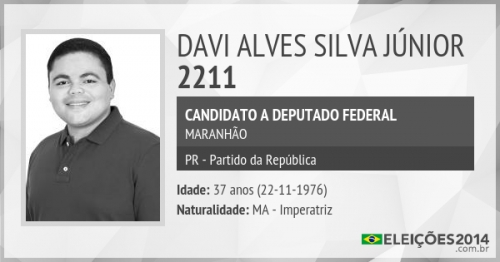 DAVI ALVES SILVA JÚNIOR
2211
CANDIDATO A DEPUTADO FEDERAL
MARANHÃO
PR - Partido da República
Idade: 37 anos (22-11-1976)
Naturalidade: MA - Imperatriz
ELEIÇÕES2014
.com.br